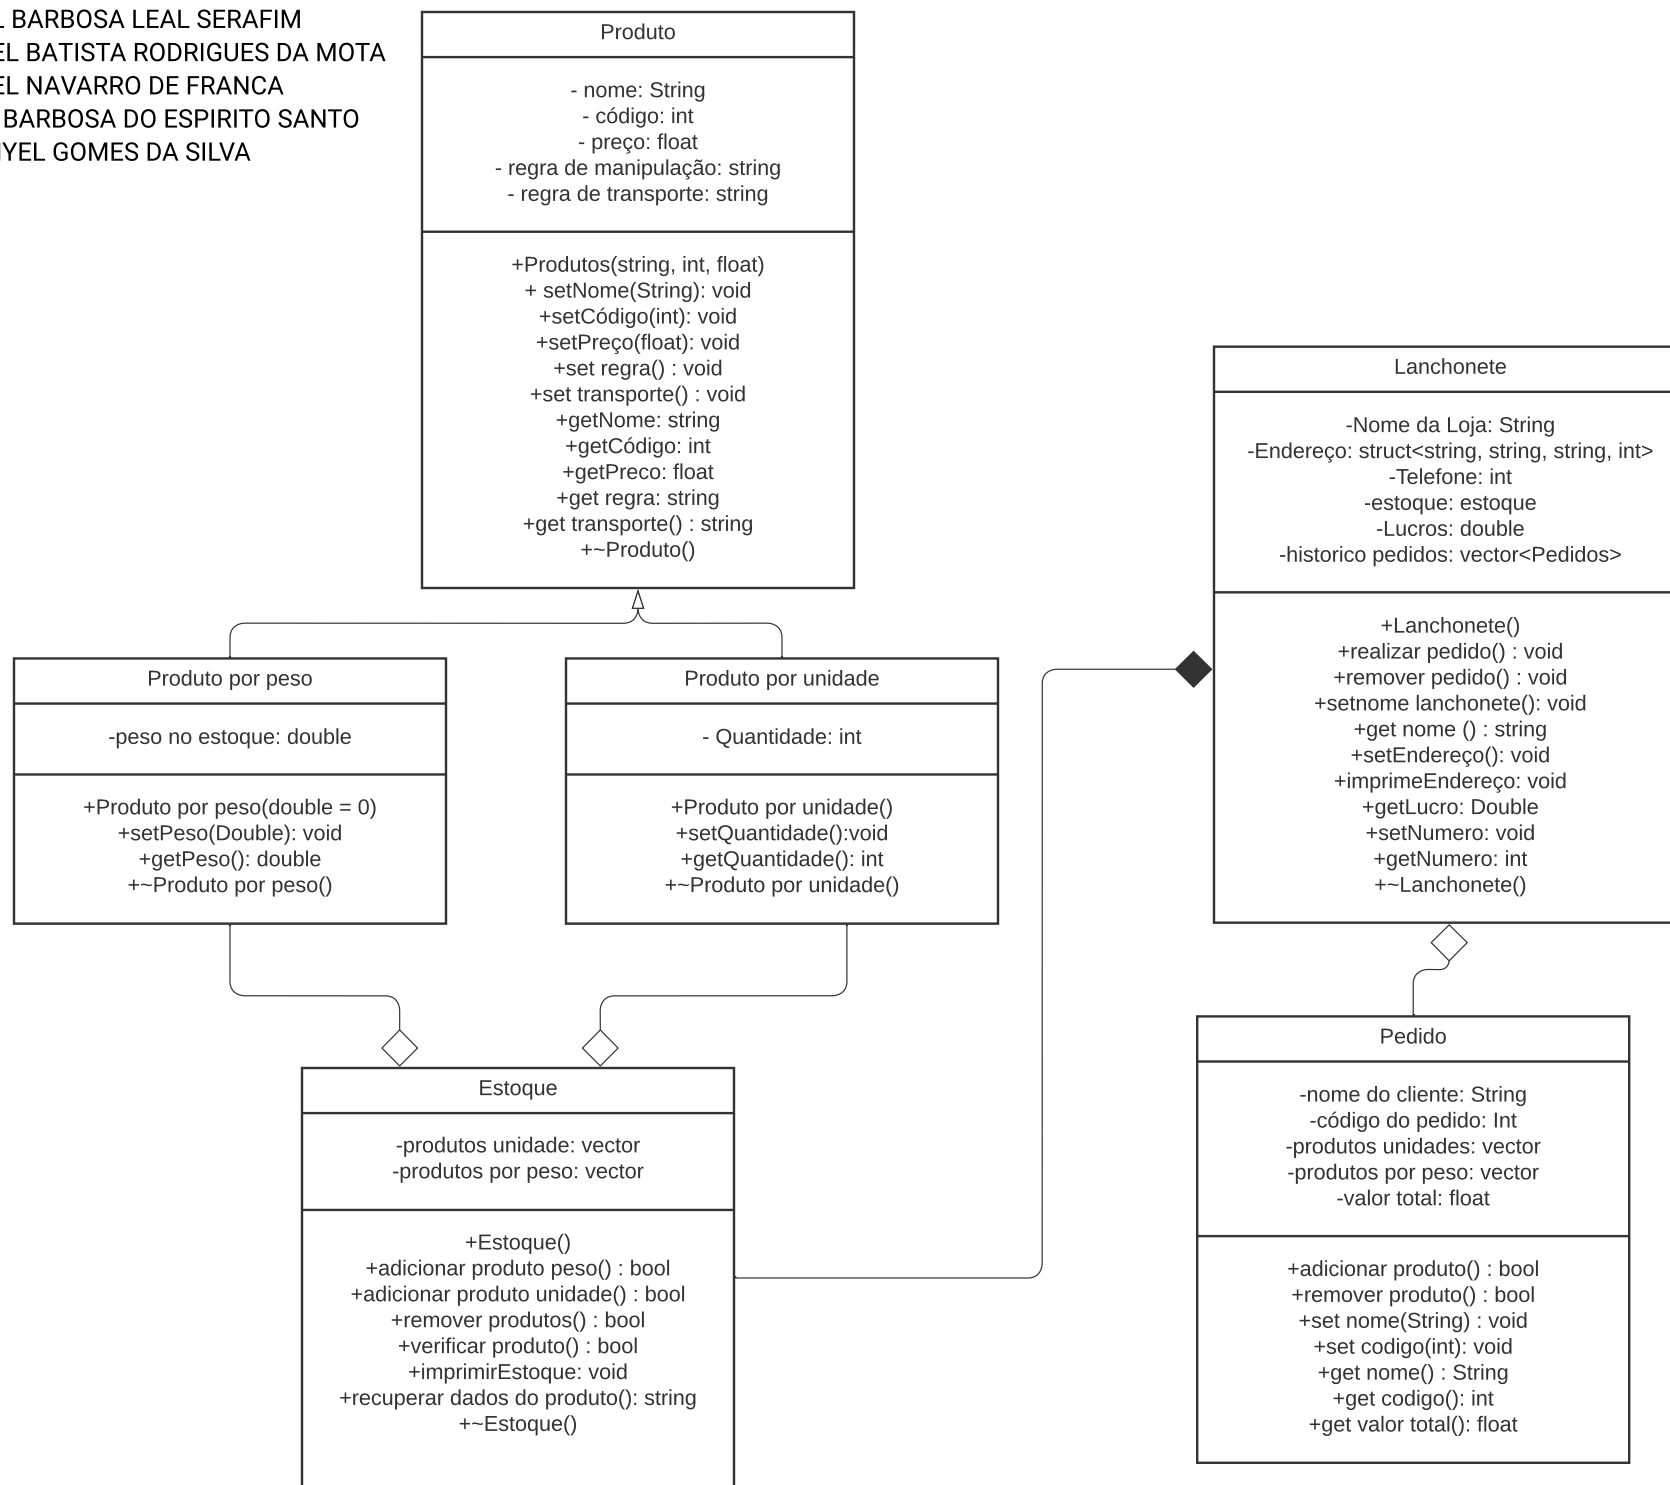 BARBOSA LEAL SERAFIM
BATISTA RODRIGUES DA MOTA
NAVARRO DE FRANCA
BARBOSA DO ESPIRITO SANTO
GOMES DA SILVA
Produto
- nome: String
- código: int
- preço: float
- regra de manipulação: string
- regra de transporte: string
+Produtos(string, int, float)
+ setNome(String): void
+setCódigo(int): void
+setPreço(float): void
+set regra() : void
+set transporte() : void
+getNome: string
+getCódigo: int
+getPreco: float
+get regra: string
+get transporte() : string
+~Produto()
Produto por peso
-peso no estoque: double
+Produto por peso(double = 0)
+setPeso(Double): void
+getPeso(): double
+~Produto por peso()
Produto por unidade
- Quantidade: int
+Produto por unidade()
+setQuantidade():void
+getQuantidade(): int
+~Produto por unidade()
Lanchonete
-Nome da Loja: String
-Endereço: struct<string, string, string, int>
-Telefone: int
-estoque: estoque
-Lucros: double
-historico pedidos: vector<Pedidos>
+Lanchonete()
+realizar pedido() : void
+remover pedido() : void
+setnome lanchonete(): void
+get nome () : string
+setEndereço(): void
+imprimeEndereço: void
+getLucro: Double
+setNumero: void
+getNumero: int
+~Lanchonete()
Estoque
-produtos unidade: vector
-produtos por peso: vector
+Estoque()
+adicionar produto peso() : bool
+adicionar produto unidade() : bool
+remover produtos() : bool
+verificar produto() : bool
+imprimirEstoque: void
+recuperar dados do produto(): string
+~Estoque()
Pedido
-nome do cliente: String
-código do pedido: Int
-produtos unidades: vector
-produtos por peso: vector
-valor total: float
+adicionar produto() : bool
+remover produto() : bool
+set nome(String) : void
+set codigo(int): void
+get nome() : String
+get codigo(): int
+get valor total(): float